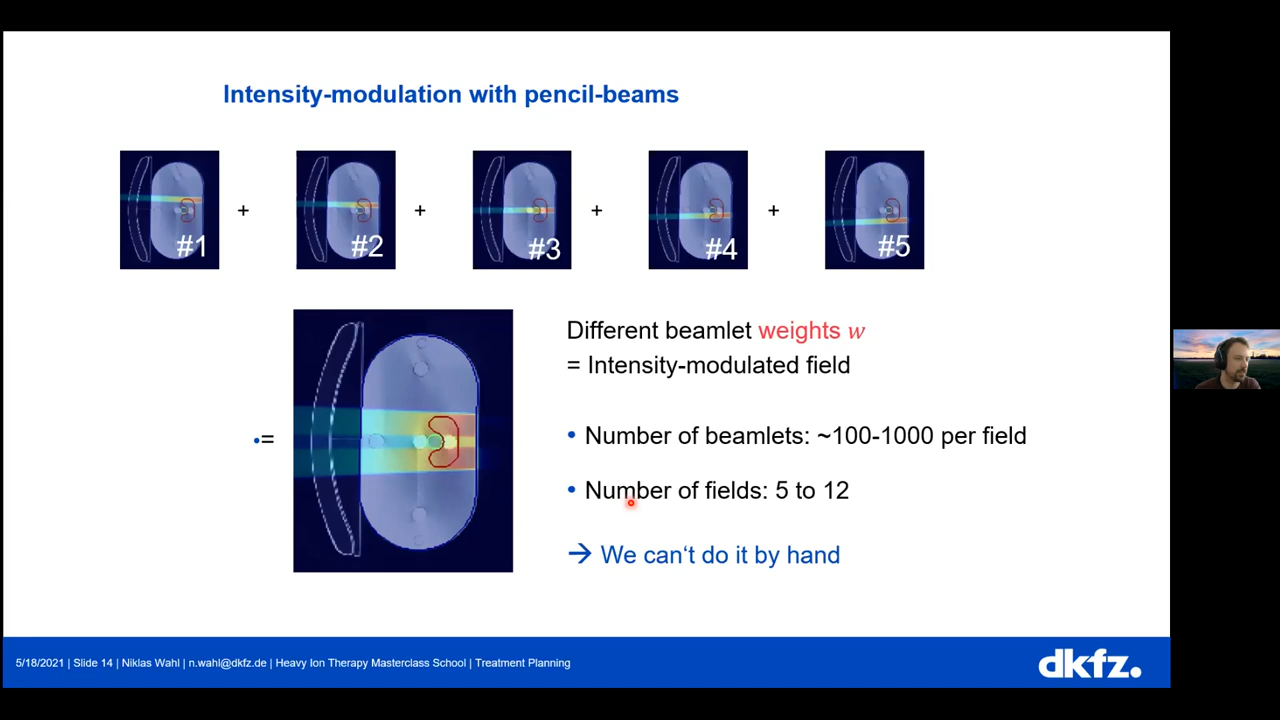 Intensity-modulation with pencil-beams
#1 + #2 + #3 + #4 + #5
Different beamlet weights w
= Intensity-modulated field
•=
• Number of beamlets: ~100-1000 per field
• Number of fields: 5 to 12
→ We can‘t do it by hand
5/18/2021 | Slide 14 | Niklas Wahl | n.wahl@dkfz.de | Heavy Ion Therapy Masterclass School | Treatment Planning
dkfz.